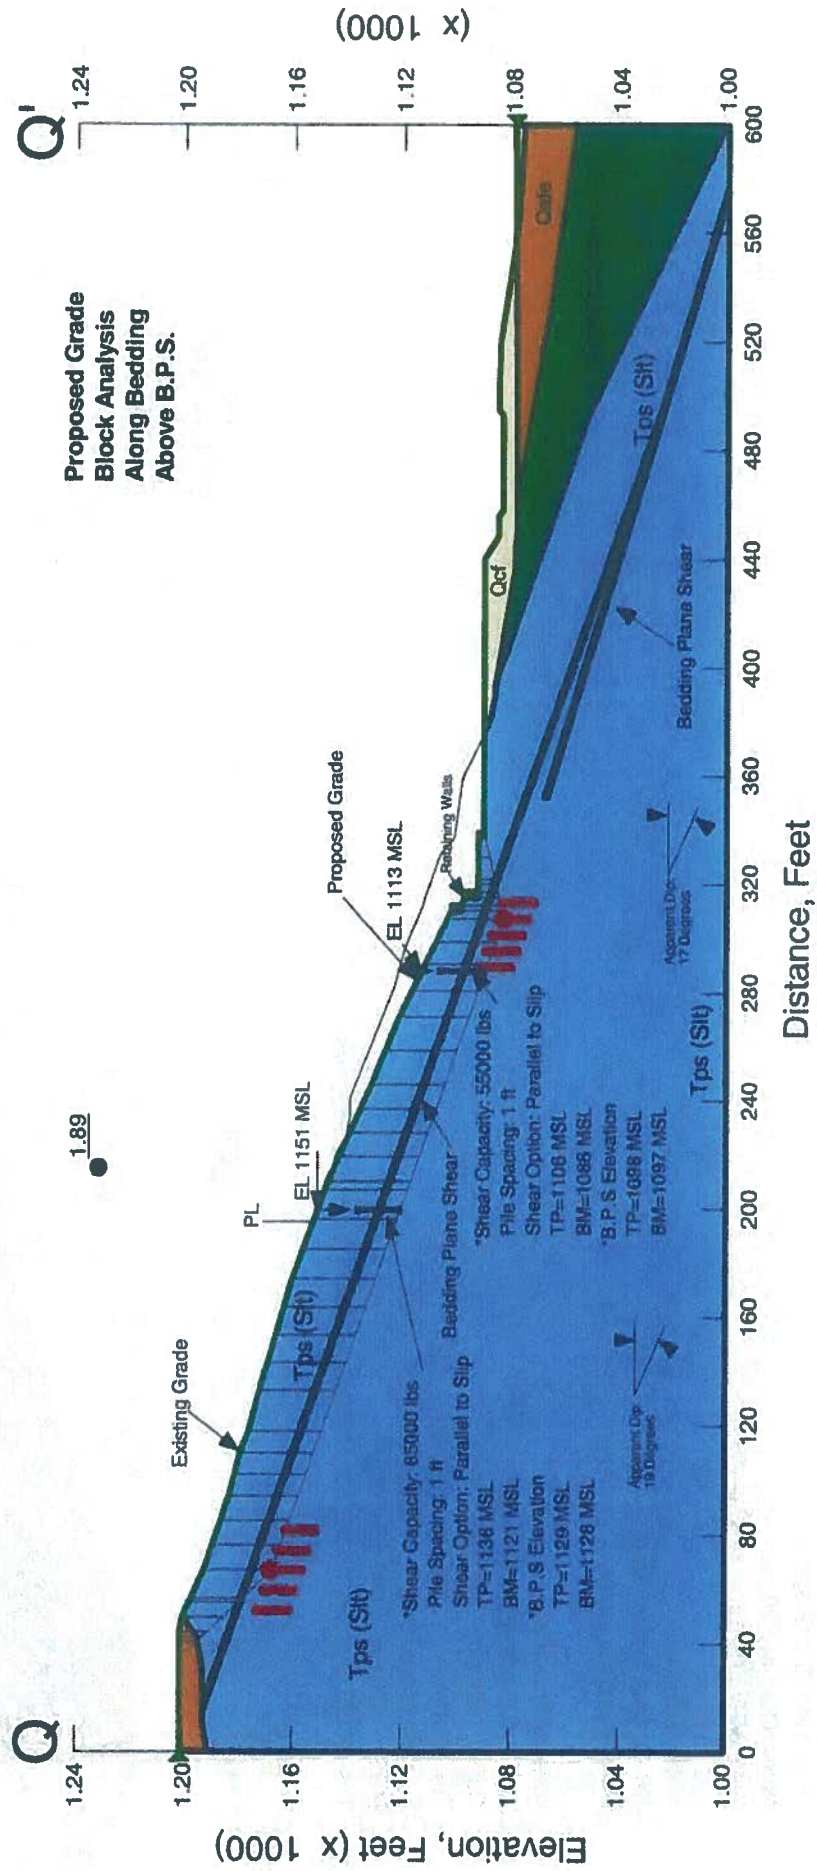 Q
Q'
Proposed Grade
Block Analysis
Along Bedding
Above B.P.S.
1.89
PL
EL 1151 MSL
EL 1113 MSL
Existing Grade
Proposed Grade
Retaining Walls
Qcf
Qafe
Tps (Slt)
Tps (Slt)
Tps (Slt)
Tps (Slt)
Bedding Plane Shear
Bedding Plane Shear
*Shear Capacity: 65000 lbs
Pile Spacing: 1 ft
Shear Option: Parallel to Slip
TP=1136 MSL
BM=1121 MSL
*B.P.S Elevation
TP=1129 MSL
BM=1128 MSL
*Shear Capacity: 55000 lbs
Pile Spacing: 1 ft
Shear Option: Parallel to Slip
TP=1106 MSL
BM=1086 MSL
*B.P.S Elevation
TP=1098 MSL
BM=1097 MSL
Apparent Dip:
19 Degrees
Apparent Dip:
17 Degrees
Elevation, Feet (x 1000)
1.24
1.20
1.16
1.12
1.08
1.04
1.00
(x 1000)
1.24
1.20
1.16
1.12
1.08
1.04
1.00
0 40 80 120 160 200 240 280 320 360 400 440 480 520 560 600
Distance, Feet